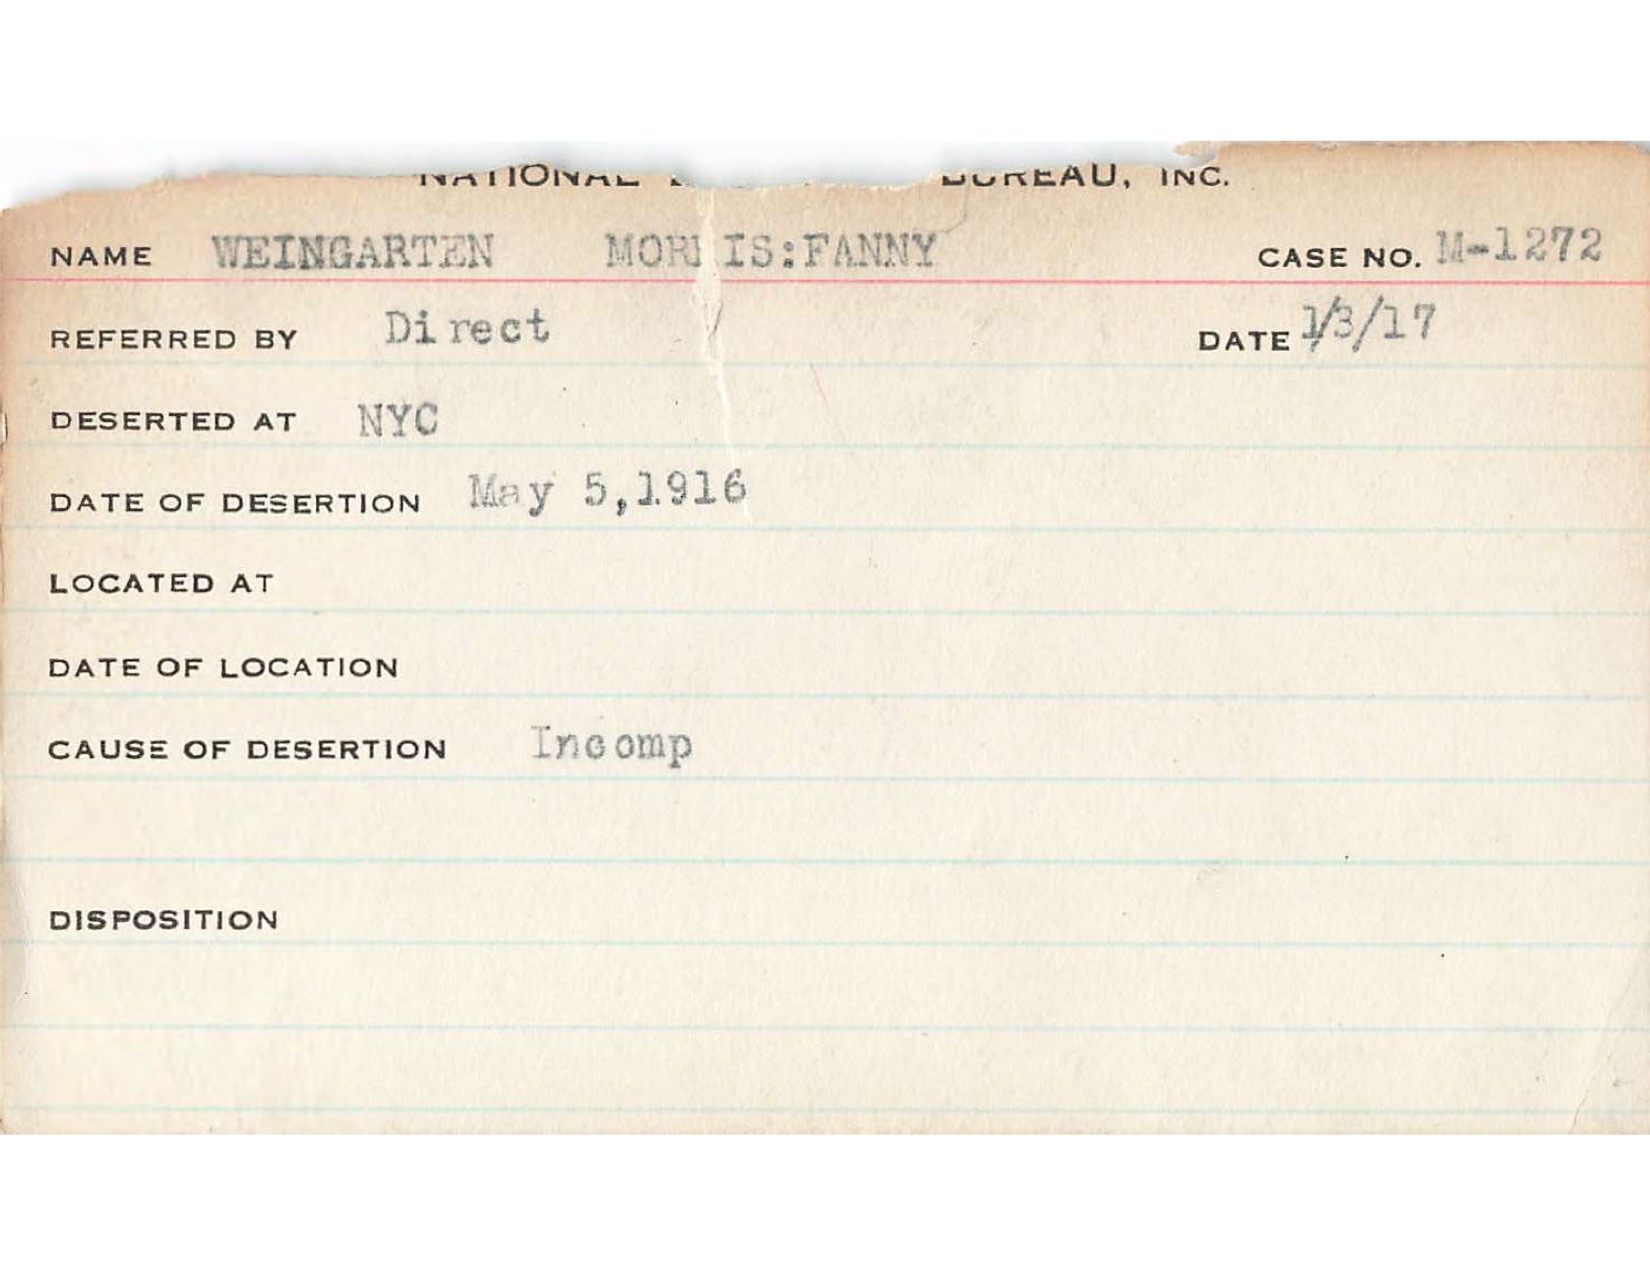 NATIONAL BUREAU, INC.
NAME WEINGARTEN MORRIS:FANNY CASE NO. M-1272
REFERRED BY Direct DATE 1/3/17
DESERTED AT NYC
DATE OF DESERTION May 5,1916
LOCATED AT
DATE OF LOCATION
CAUSE OF DESERTION Incomp
DISPOSITION